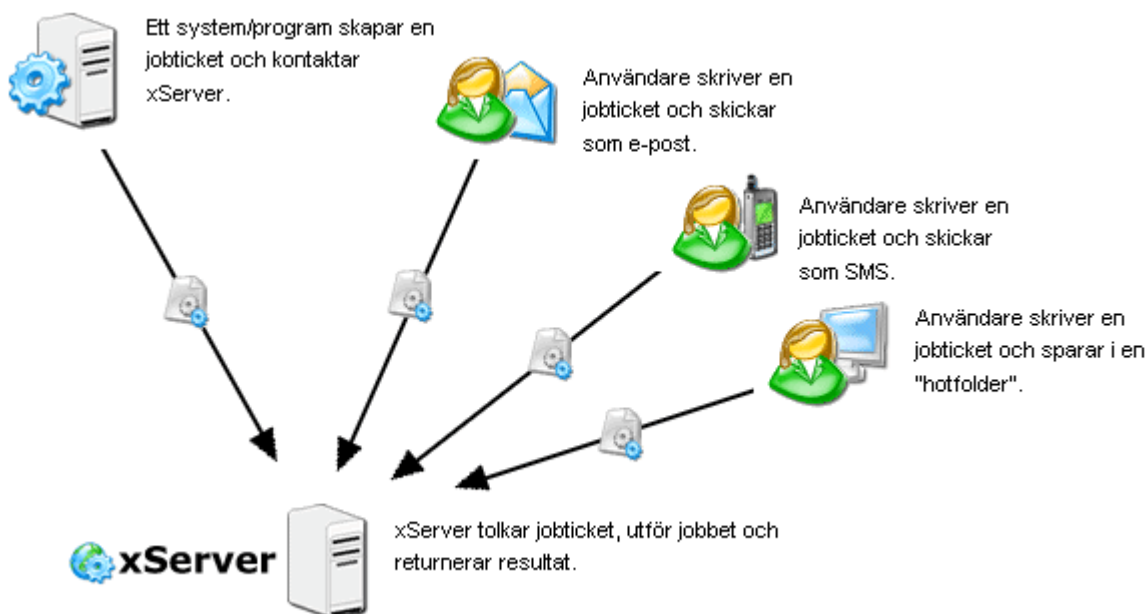 Ett system/program skapar en
jobticket och kontaktar
xServer.
Användare skriver en
jobticket och skickar
som e-post.
Användare skriver en
jobticket och skickar
som SMS.
Användare skriver en
jobticket och sparar i en
"hotfolder".
xServer
xServer tolkar jobticket, utför jobbet och
returnerar resultat.